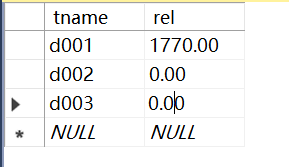 tname rel
d001 1770.00
d002 0.00
d003 0.00
* NULL NULL